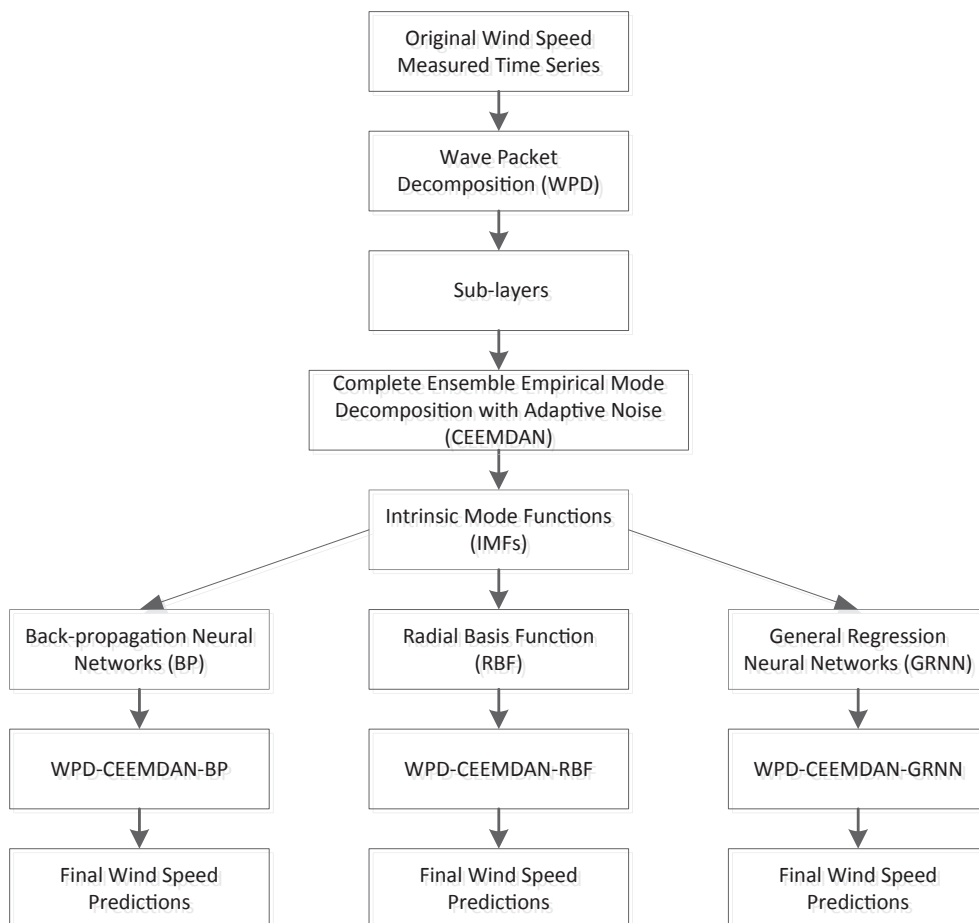 Original Wind Speed
Measured Time Series
Wave Packet
Decomposition (WPD)
Sub-layers
Complete Ensemble Empirical Mode
Decomposition with Adaptive Noise
(CEEMDAN)
Intrinsic Mode Functions
(IMFs)
Back-propagation Neural
Networks (BP)
Radial Basis Function
(RBF)
General Regression
Neural Networks (GRNN)
WPD-CEEMDAN-BP
WPD-CEEMDAN-RBF
WPD-CEEMDAN-GRNN
Final Wind Speed
Predictions
Final Wind Speed
Predictions
Final Wind Speed
Predictions